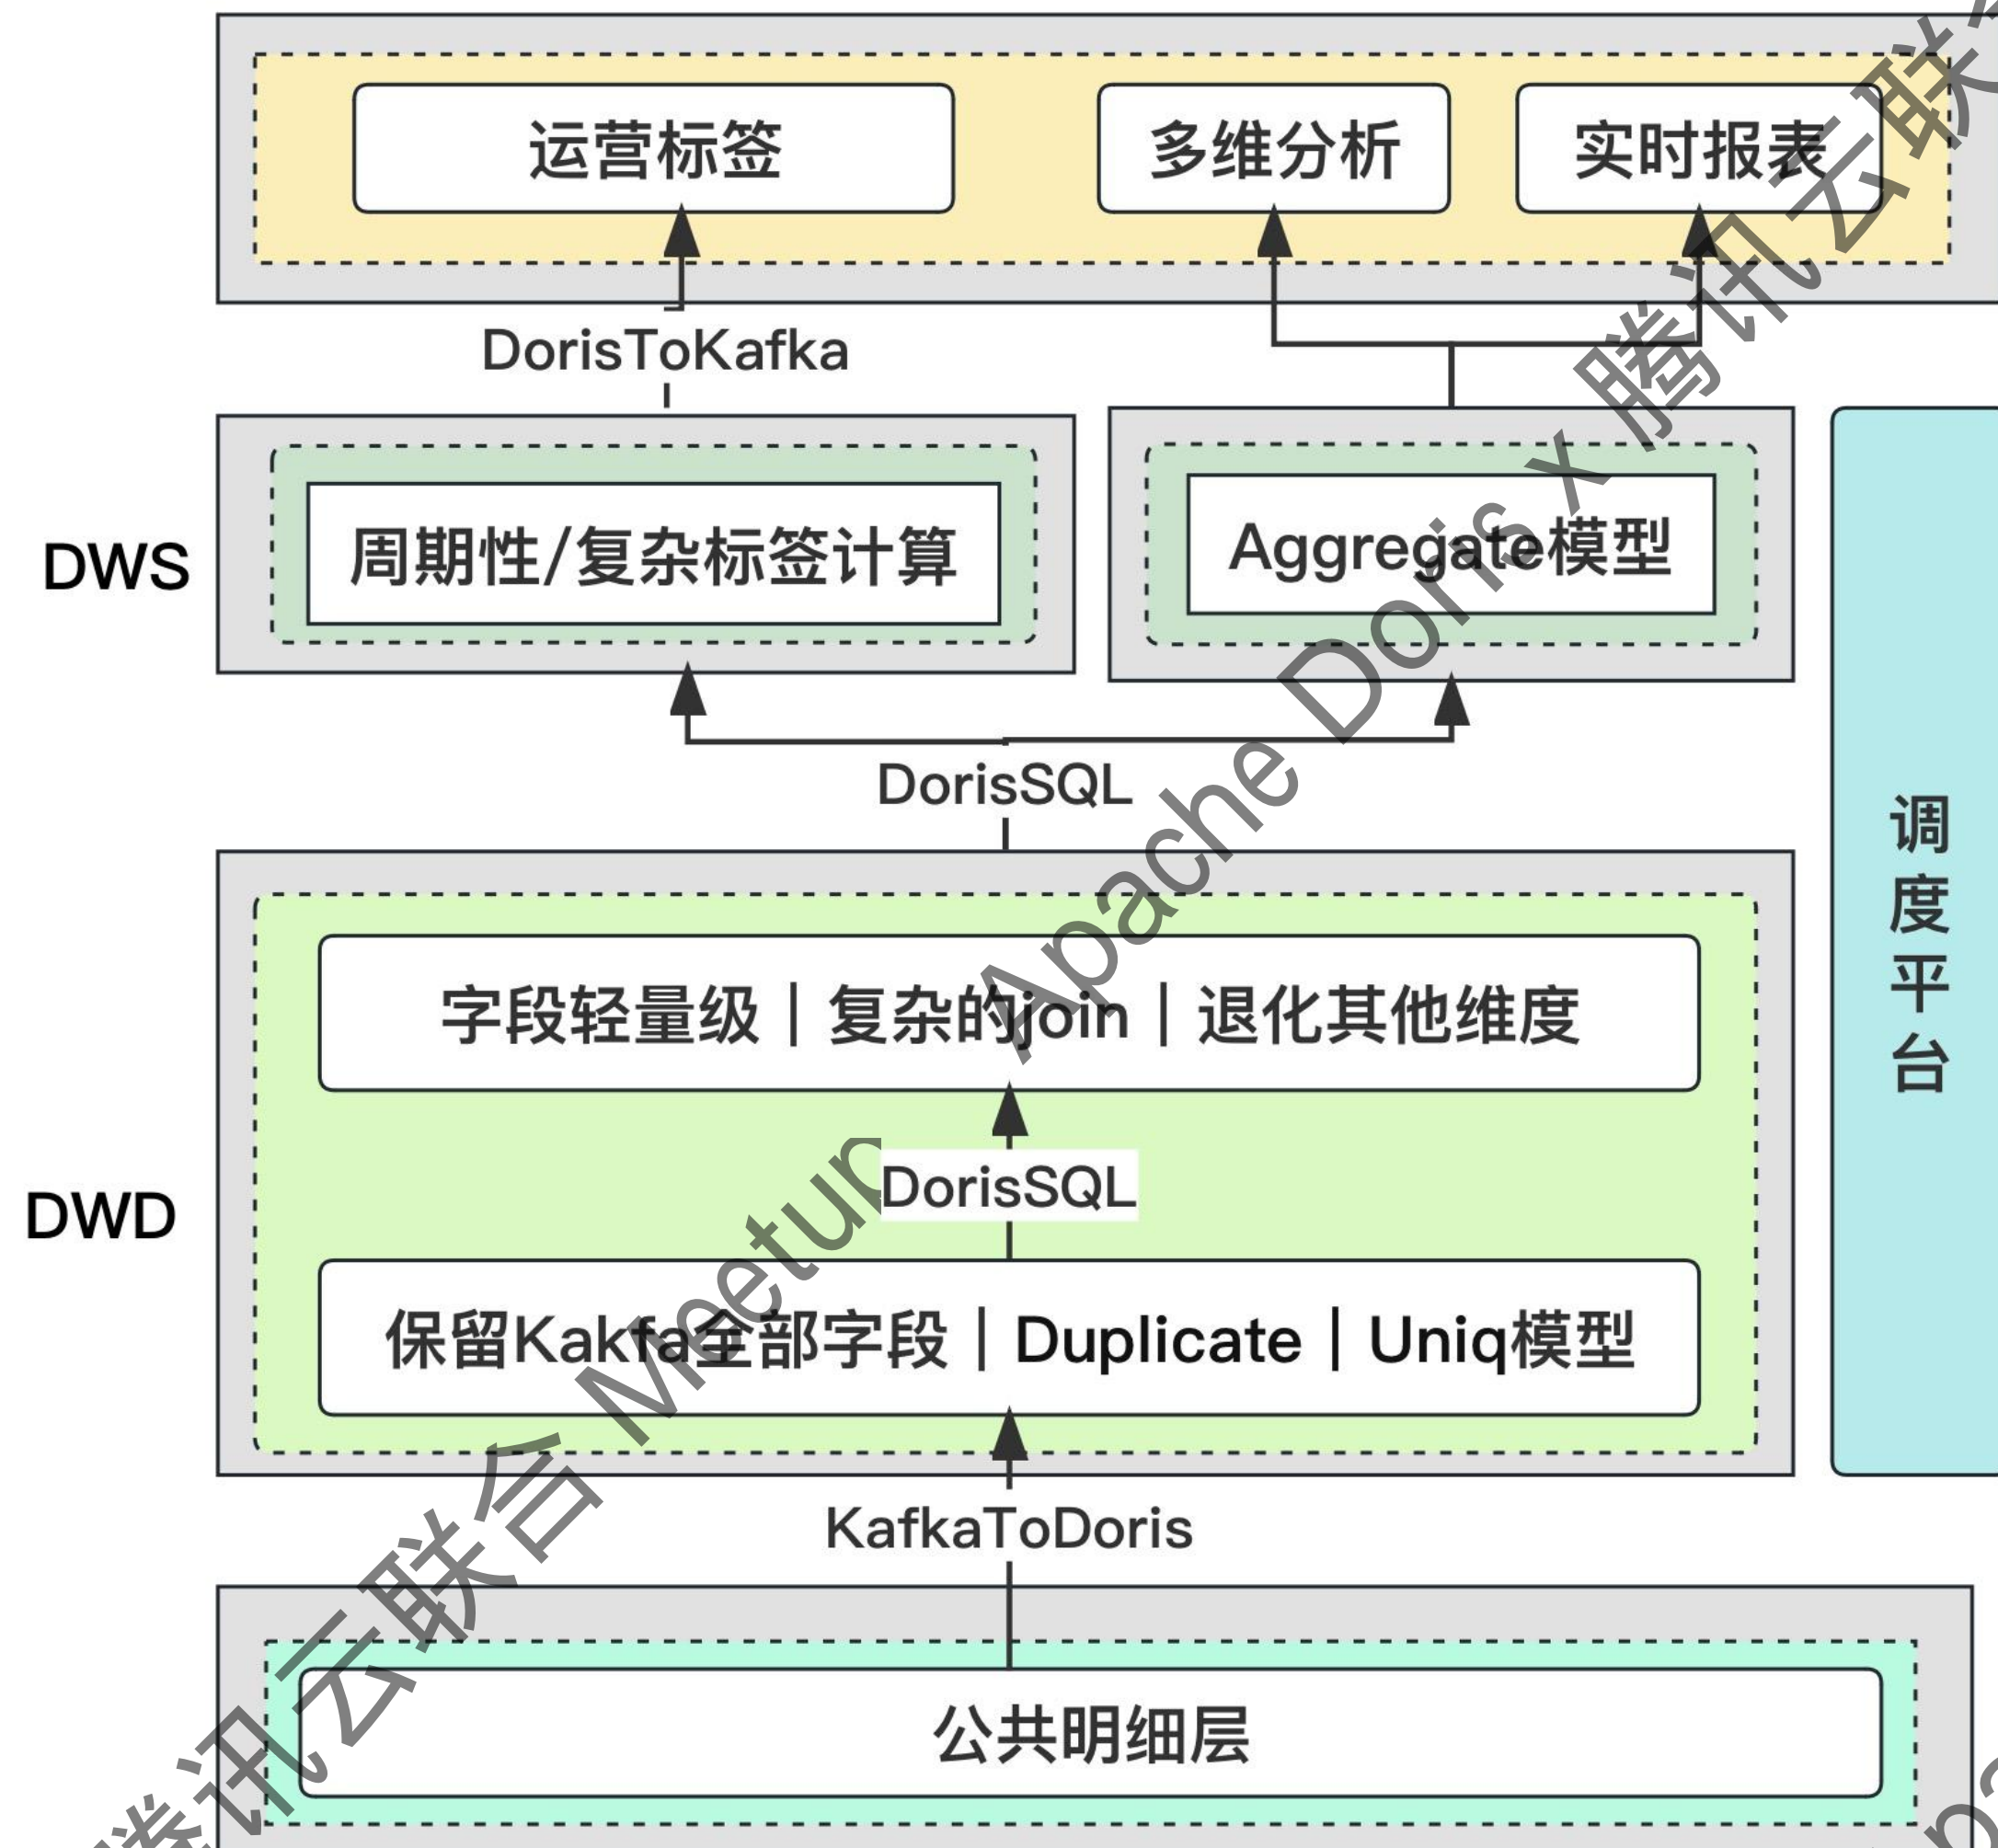 运营标签
多维分析
实时报表
DorisToKafka
DWS
周期性/复杂标签计算
Aggregate模型
DorisSQL
调度平台
字段轻量级｜复杂的join｜退化其他维度
DorisSQL
DWD
保留Kakfa全部字段｜Duplicate｜Uniq模型
KafkaToDoris
公共明细层
腾讯云联合 Meetup
Apache Doris x 腾讯云联